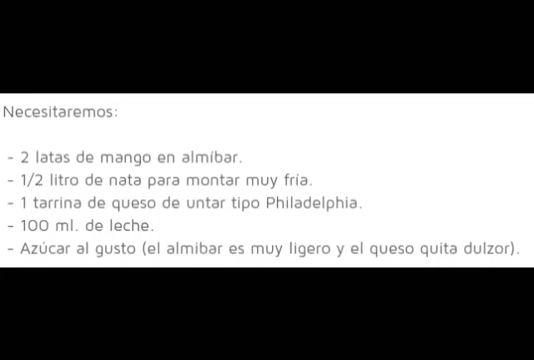 Necesitaremos:
- 2 latas de mango en almíbar.
- 1/2 litro de nata para montar muy fría.
- 1 tarrina de queso de untar tipo Philadelphia.
- 100 ml. de leche.
- Azúcar al gusto (el almibar es muy ligero y el queso quita dulzor).